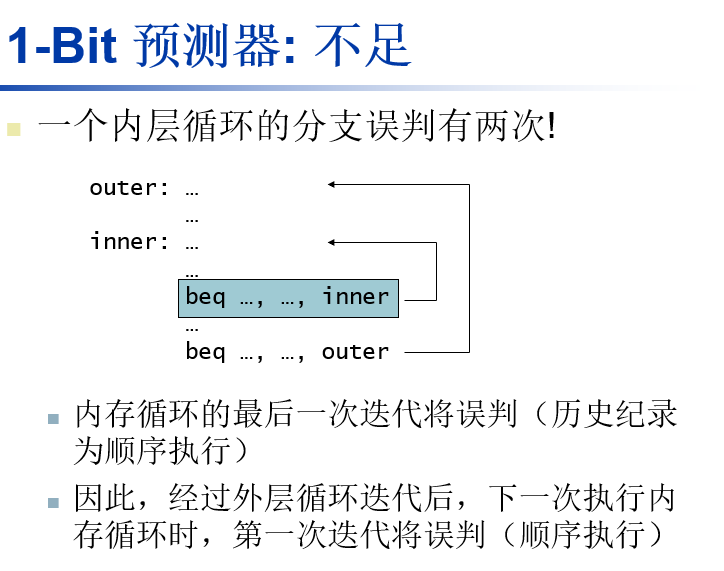 1-Bit 预测器: 不足
一个内层循环的分支误判有两次!
outer: …
…
inner: …
…
beq …, …, inner
…
beq …, …, outer
内存循环的最后一次迭代将误判（历史纪录
为顺序执行）
因此，经过外层循环迭代后，下一次执行内
存循环时，第一次迭代将误判（顺序执行）